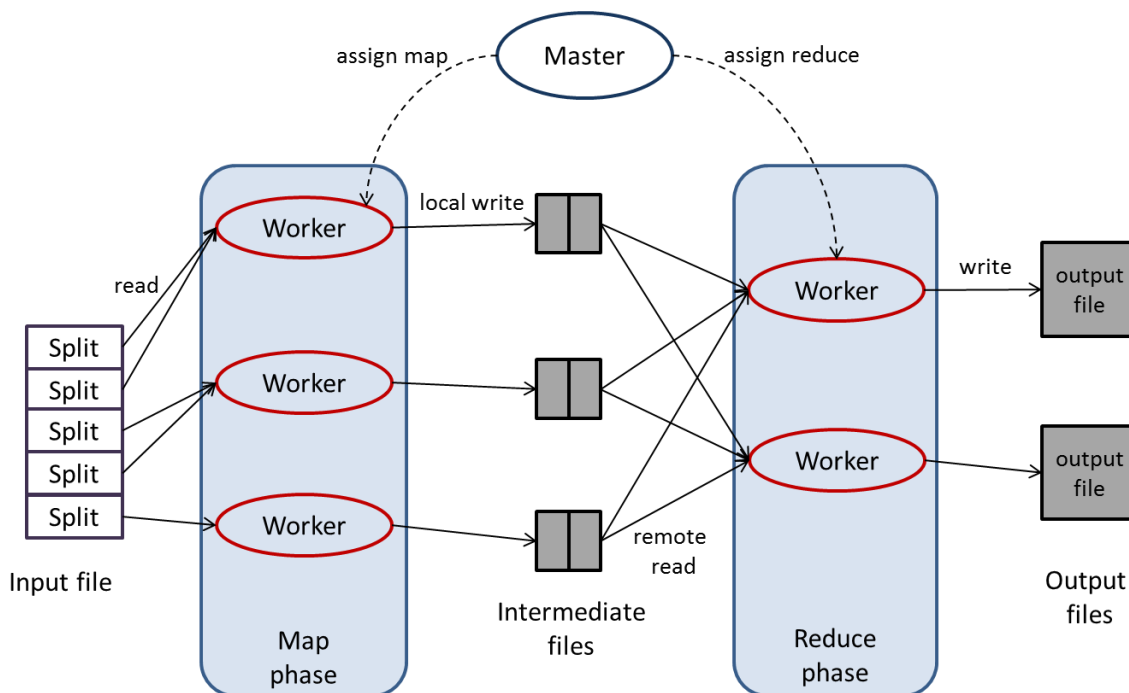 assign map
Master
assign reduce
Worker
local write
read
Split
Split
Split
Split
Split
Input file
Worker
Worker
Map
phase
Intermediate
files
remote
read
Worker
Worker
Reduce
phase
write
output
file
output
file
Output
files